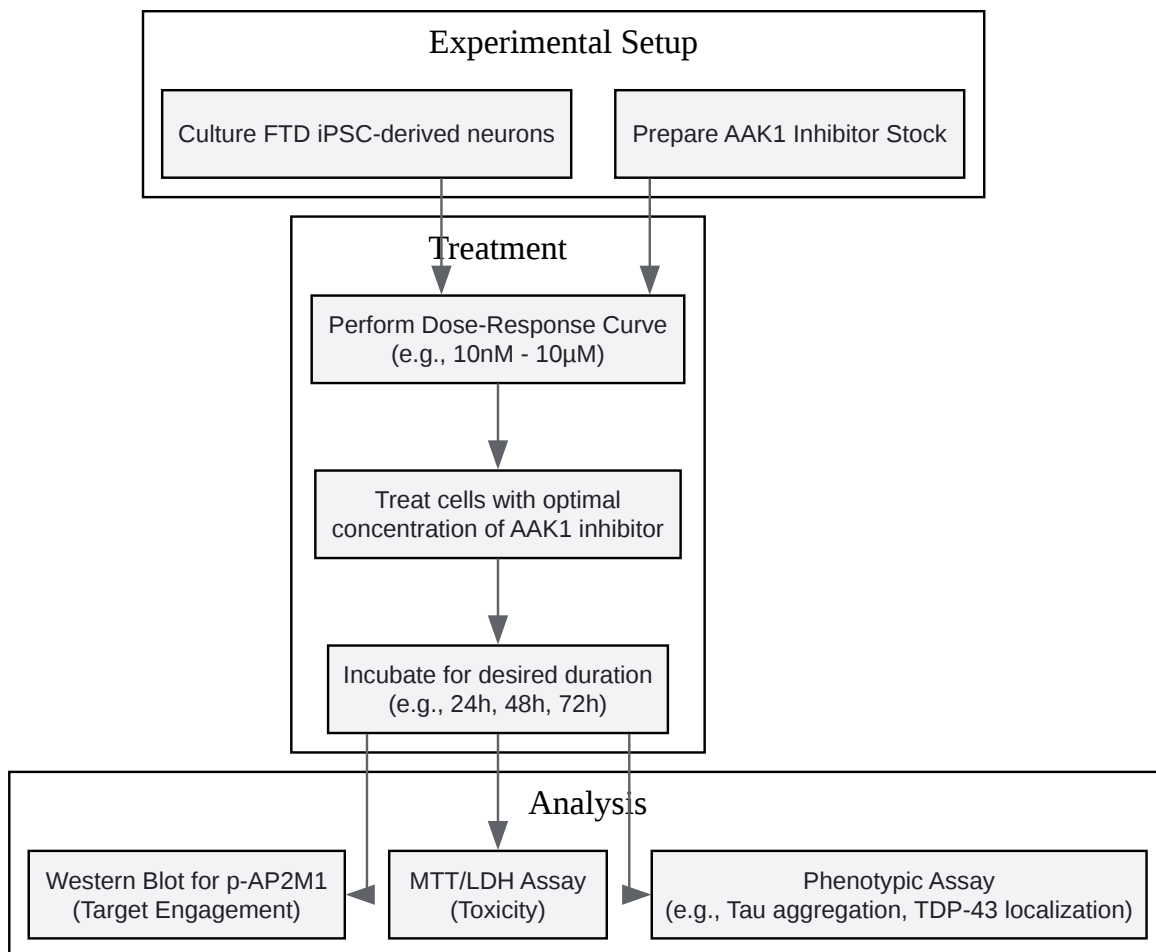 Experimental Setup
Culture FTD iPSC-derived neurons
Prepare AAK1 Inhibitor Stock
Treatment
Perform Dose-Response Curve
(e.g., 10nM - 10µM)
Treat cells with optimal
concentration of AAK1 inhibitor
Incubate for desired duration
(e.g., 24h, 48h, 72h)
Analysis
Western Blot for p-AP2M1
(Target Engagement)
MTT/LDH Assay
(Toxicity)
Phenotypic Assay
(e.g., Tau aggregation, TDP-43 localization)